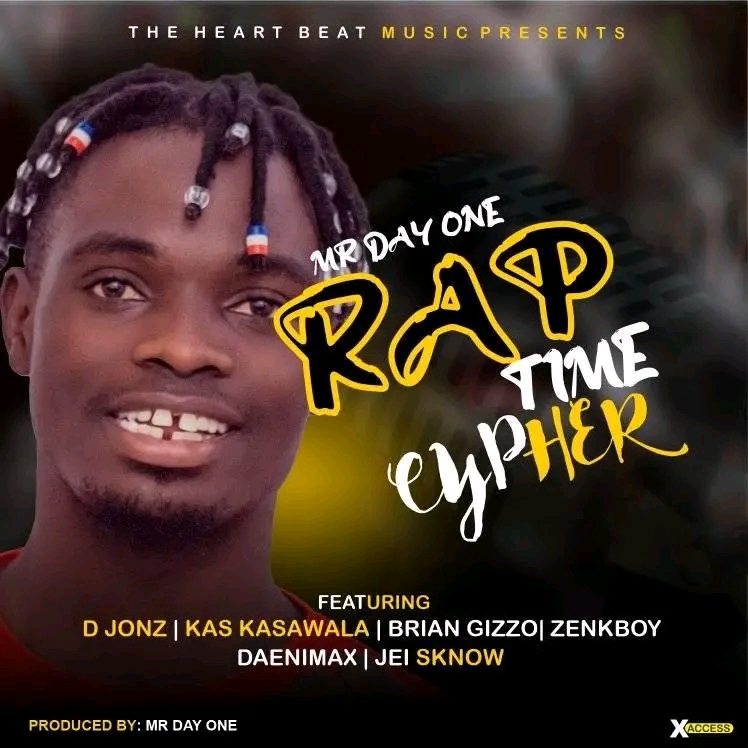 THE HEART BEAT MUSIC PRESENTS
MR DAY ONE
RAP
TIME
CYPHER
FEATURING
D JONZ | KAS KASAWALA | BRIAN GIZZO| ZENKBOY
DAENIMAX | JEI SKNOW
PRODUCED BY: MR DAY ONE
X ACCESS